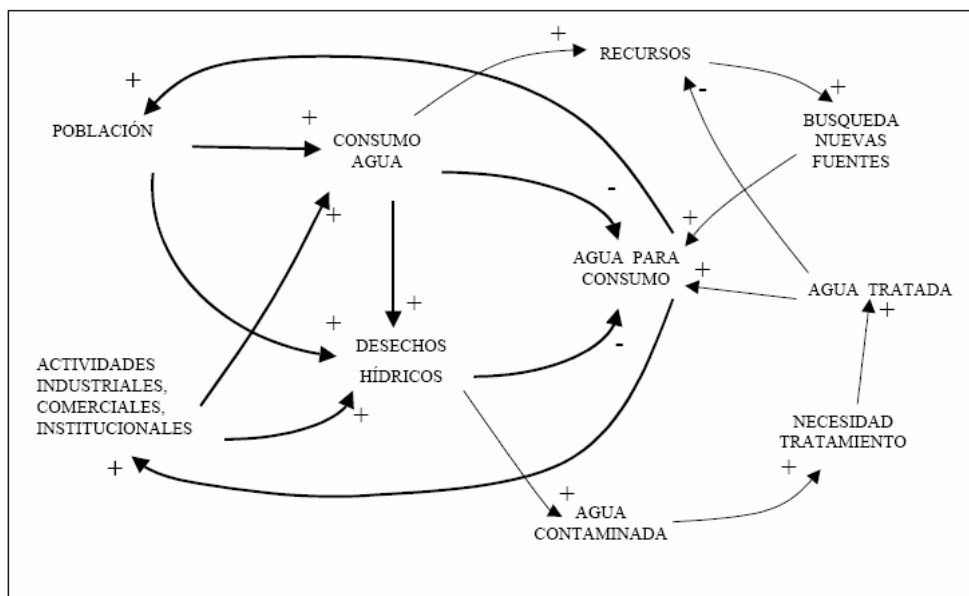 +
RECURSOS
+
-
+
POBLACIÓN
+
CONSUMO
AGUA
BUSQUEDA
NUEVAS
FUENTES
-
+
+
AGUA PARA
CONSUMO
+
AGUA TRATADA
+
+
+
DESECHOS
HÍDRICOS
-
ACTIVIDADES
INDUSTRIALES,
COMERCIALES,
INSTITUCIONALES
+
+
NECESIDAD
TRATAMIENTO
+
+
AGUA
CONTAMINADA